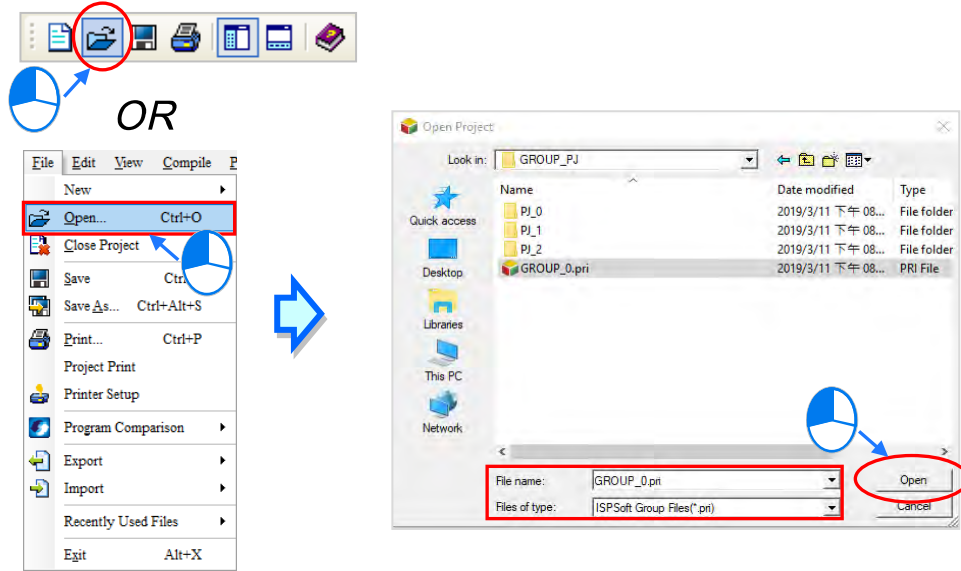 OR
File Edit View Compile P
New
Open... Ctrl+O
Close Project
Save Ctr
Save As... Ctrl+Alt+S
Print... Ctrl+P
Project Print
Printer Setup
Program Comparison
Export
Import
Recently Used Files
Exit Alt+X
Open Project
Look in: GROUP_PJ
Name Date modified Type
PJ_0 2019/3/11 下午 08... File folder
PJ_1 2019/3/11 下午 08... File folder
PJ_2 2019/3/11 下午 08... File folder
GROUP_0.pri 2019/3/11 下午 08... PRI File
Quick access
Desktop
Libraries
This PC
Network
File name: GROUP_0.pri Open
Files of type: ISPSoft Group Files(*.pri) Cancel